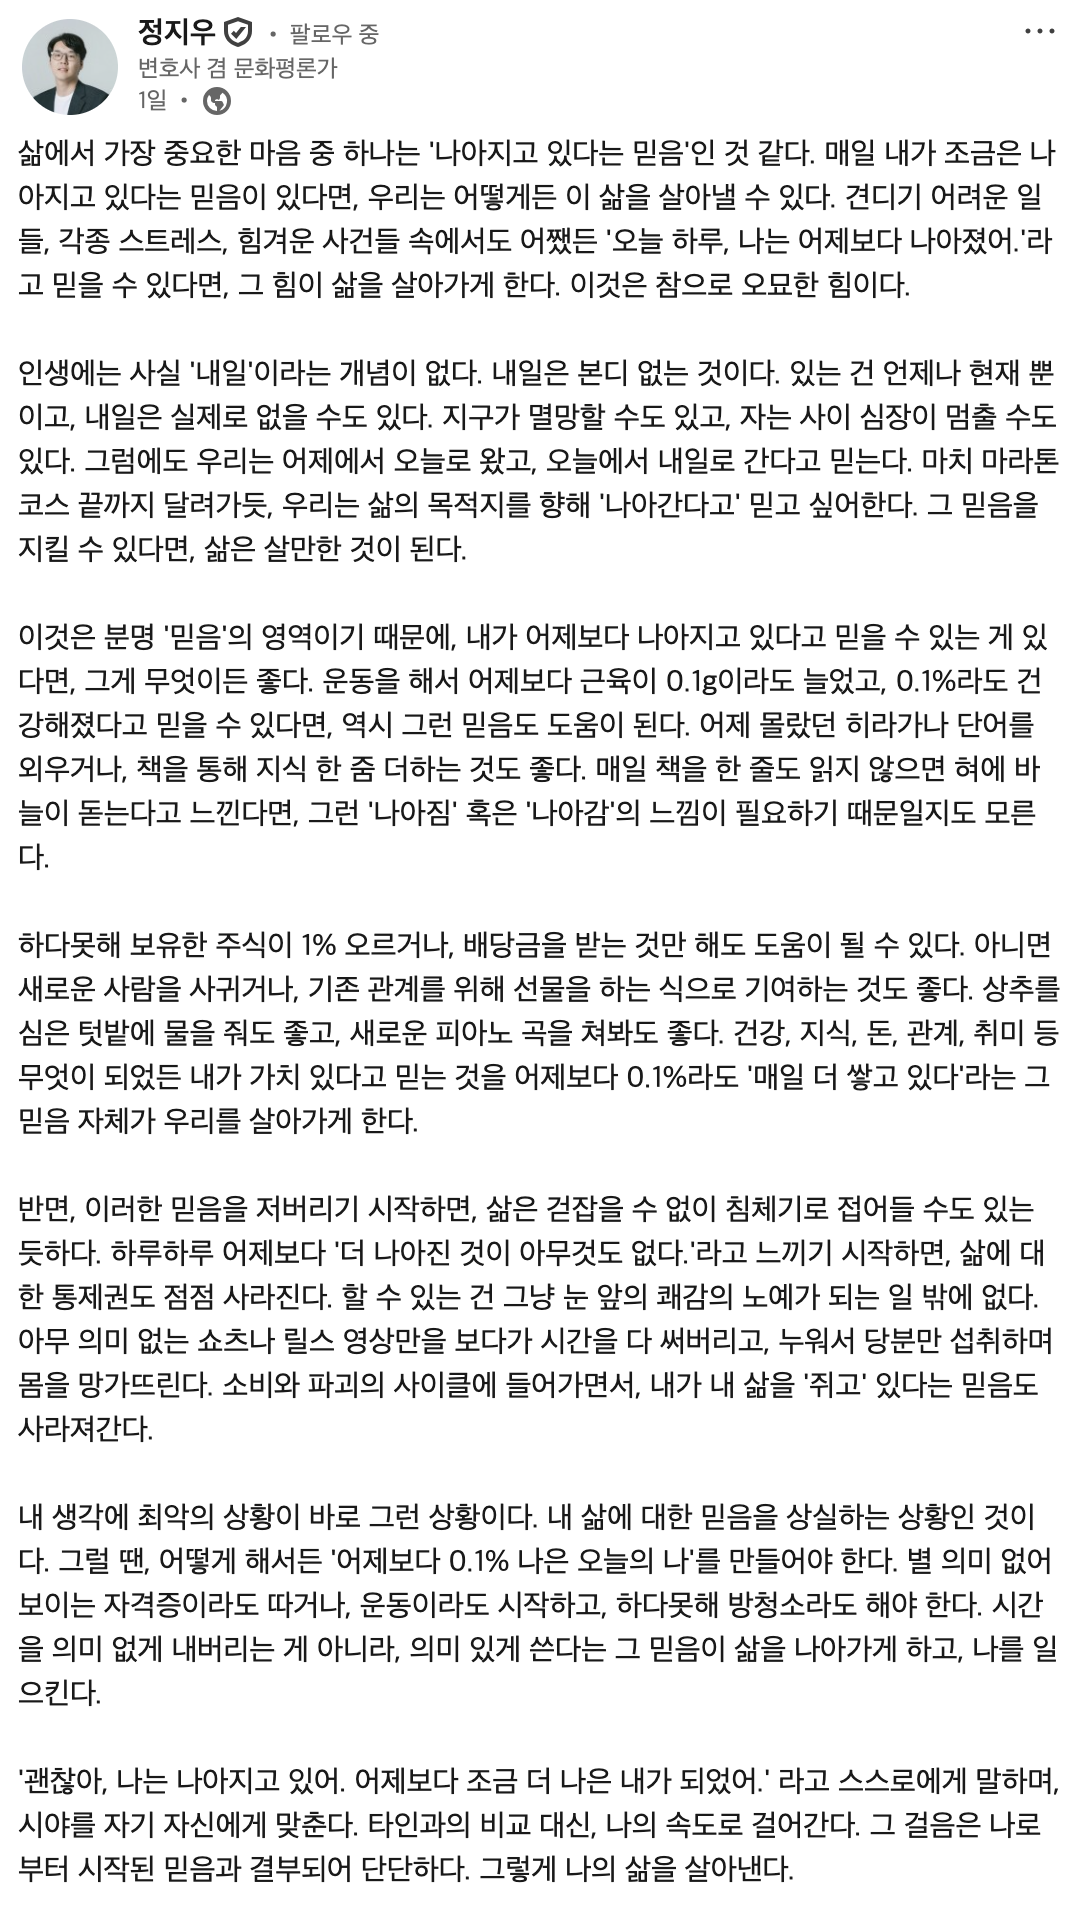 정지우 • 팔로우 중
변호사 겸 문화평론가
1일 •
삶에서 가장 중요한 마음 중 하나는 '나아지고 있다는 믿음'인 것 같다. 매일 내가 조금은 나
아지고 있다는 믿음이 있다면, 우리는 어떻게든 이 삶을 살아낼 수 있다. 견디기 어려운 일
들, 각종 스트레스, 힘겨운 사건들 속에서도 어쨌든 '오늘 하루, 나는 어제보다 나아졌어.'라
고 믿을 수 있다면, 그 힘이 삶을 살아가게 한다. 이것은 참으로 오묘한 힘이다.
인생에는 사실 '내일'이라는 개념이 없다. 내일은 본디 없는 것이다. 있는 건 언제나 현재 뿐
이고, 내일은 실제로 없을 수도 있다. 지구가 멸망할 수도 있고, 자는 사이 심장이 멈출 수도
있다. 그럼에도 우리는 어제에서 오늘로 왔고, 오늘에서 내일로 간다고 믿는다. 마치 마라톤
코스 끝까지 달려가듯, 우리는 삶의 목적지를 향해 '나아간다고' 믿고 싶어한다. 그 믿음을
지킬 수 있다면, 삶은 살만한 것이 된다.
이것은 분명 '믿음'의 영역이기 때문에, 내가 어제보다 나아지고 있다고 믿을 수 있는 게 있
다면, 그게 무엇이든 좋다. 운동을 해서 어제보다 근육이 0.1g이라도 늘었고, 0.1%라도 건
강해졌다고 믿을 수 있다면, 역시 그런 믿음도 도움이 된다. 어제 몰랐던 히라가나 단어를
외우거나, 책을 통해 지식 한 줌 더하는 것도 좋다. 매일 책을 한 줄도 읽지 않으면 혀에 바
늘이 돋는다고 느낀다면, 그런 '나아짐' 혹은 '나아감'의 느낌이 필요하기 때문일지도 모른
다.
하다못해 보유한 주식이 1% 오르거나, 배당금을 받는 것만 해도 도움이 될 수 있다. 아니면
새로운 사람을 사귀거나, 기존 관계를 위해 선물을 하는 식으로 기여하는 것도 좋다. 상추를
심은 텃밭에 물을 줘도 좋고, 새로운 피아노 곡을 쳐봐도 좋다. 건강, 지식, 돈, 관계, 취미 등
무엇이 되었든 내가 가치 있다고 믿는 것을 어제보다 0.1%라도 '매일 더 쌓고 있다'라는 그
믿음 자체가 우리를 살아가게 한다.
반면, 이러한 믿음을 저버리기 시작하면, 삶은 걷잡을 수 없이 침체기로 접어들 수도 있는
듯하다. 하루하루 어제보다 '더 나아진 것이 아무것도 없다.'라고 느끼기 시작하면, 삶에 대
한 통제권도 점점 사라진다. 할 수 있는 건 그냥 눈 앞의 쾌감의 노예가 되는 일 밖에 없다.
아무 의미 없는 쇼츠나 릴스 영상만을 보다가 시간을 다 써버리고, 누워서 당분만 섭취하며
몸을 망가뜨린다. 소비와 파괴의 사이클에 들어가면서, 내가 내 삶을 '쥐고' 있다는 믿음도
사라져간다.
내 생각에 최악의 상황이 바로 그런 상황이다. 내 삶에 대한 믿음을 상실하는 상황인 것이
다. 그럴 땐, 어떻게 해서든 '어제보다 0.1% 나은 오늘의 나'를 만들어야 한다. 별 의미 없어
보이는 자격증이라도 따거나, 운동이라도 시작하고, 하다못해 방청소라도 해야 한다. 시간
을 의미 없게 내버리는 게 아니라, 의미 있게 쓴다는 그 믿음이 삶을 나아가게 하고, 나를 일
으킨다.
'괜찮아, 나는 나아지고 있어. 어제보다 조금 더 나은 내가 되었어.' 라고 스스로에게 말하며,
시야를 자기 자신에게 맞춘다. 타인과의 비교 대신, 나의 속도로 걸어간다. 그 걸음은 나로
부터 시작된 믿음과 결부되어 단단하다. 그렇게 나의 삶을 살아낸다.